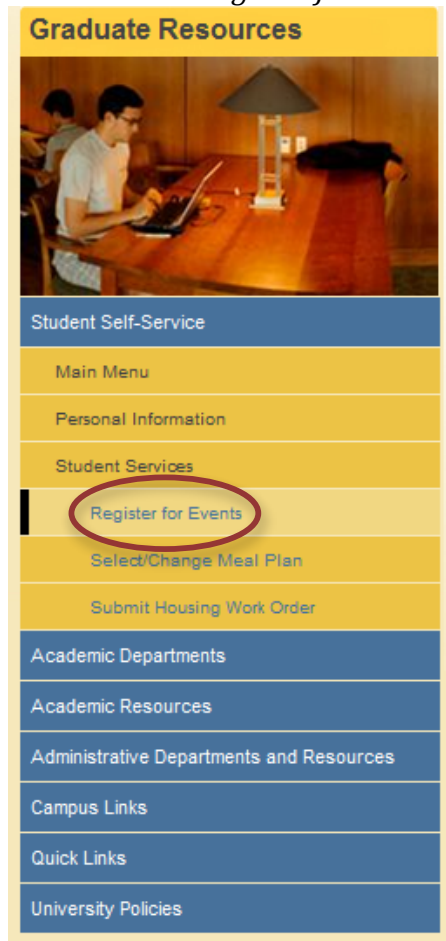 Graduate Resources
Student Self-Service
Main Menu
Personal Information
Student Services
Register for Events
Select/Change Meal Plan
Submit Housing Work Order
Academic Departments
Academic Resources
Administrative Departments and Resources
Campus Links
Quick Links
University Policies